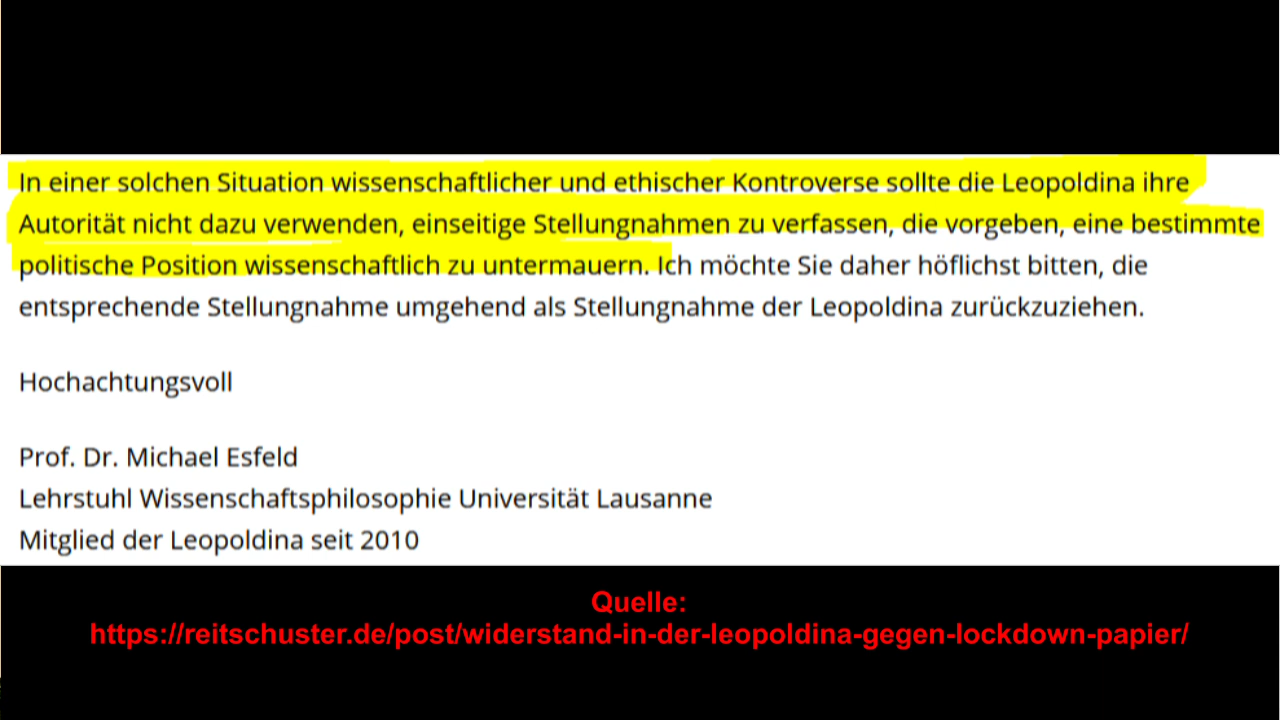 In einer solchen Situation wissenschaftlicher und ethischer Kontroverse sollte die Leopoldina ihre
Autorität nicht dazu verwenden, einseitige Stellungnahmen zu verfassen, die vorgeben, eine bestimmte
politische Position wissenschaftlich zu untermauern. Ich möchte Sie daher höflichst bitten, die
entsprechende Stellungnahme umgehend als Stellungnahme der Leopoldina zurückzuziehen.
Hochachtungsvoll
Prof. Dr. Michael Esfeld
Lehrstuhl Wissenschaftsphilosophie Universität Lausanne
Mitglied der Leopoldina seit 2010
Quelle:
https://reitschuster.de/post/widerstand-in-der-leopoldina-gegen-lockdown-papier/